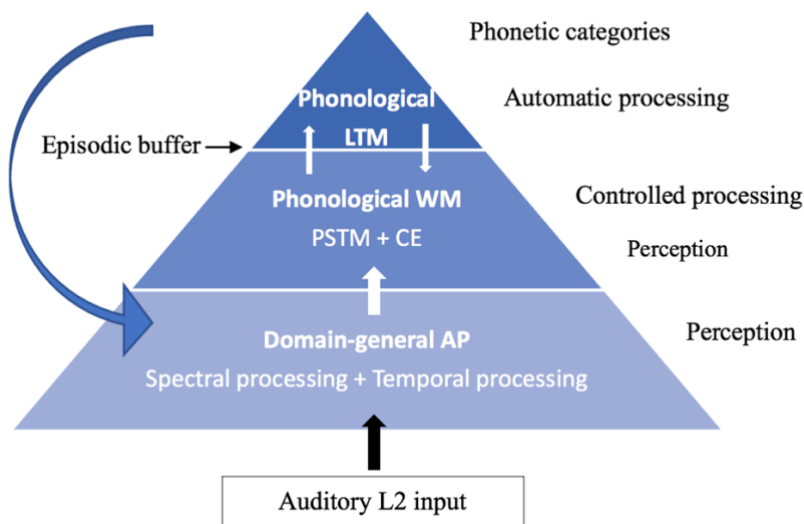 Phonetic categories
Phonological
Automatic processing
LTM
Episodic buffer
Phonological WM
Controlled processing
PSTM + CE
Perception
Domain-general AP
Perception
Spectral processing + Temporal processing
Auditory L2 input